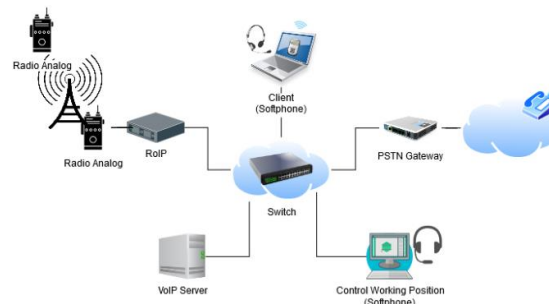 Radio Analog
Radio Analog
RoIP
Client
(Softphone)
PSTN Gateway
Switch
VoIP Server
Control Working Position
(Softphone)